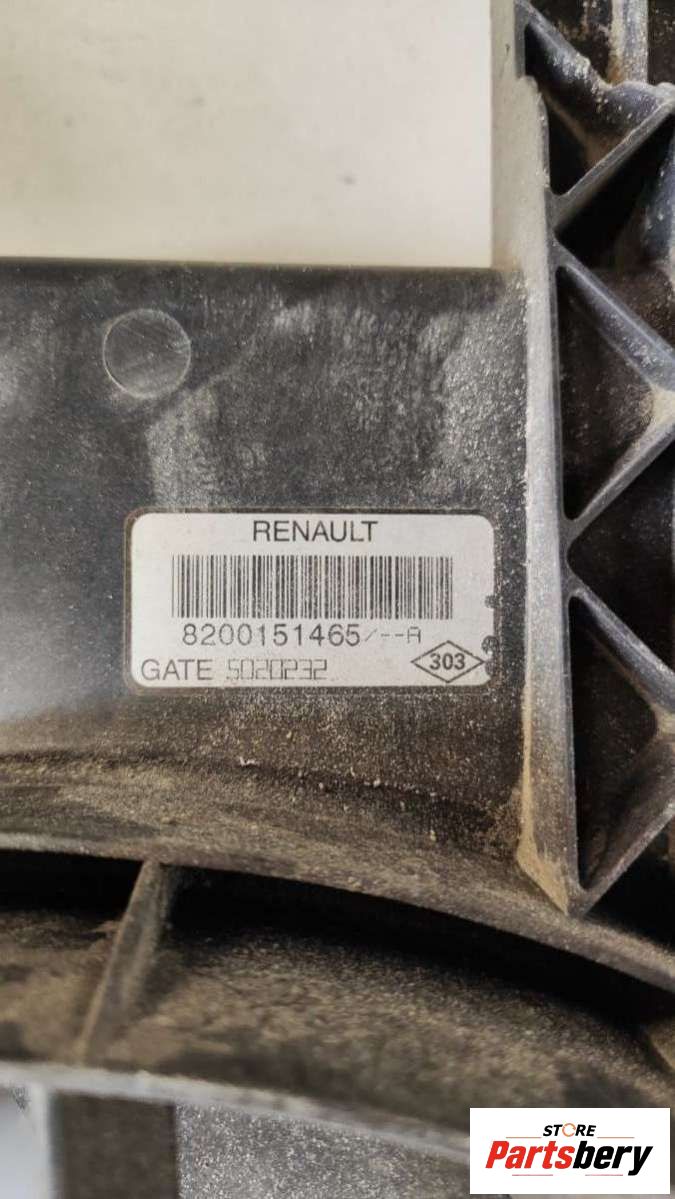 RENAULT
8200151465/--A
GATE 5020232
303
STORE
Partsbery